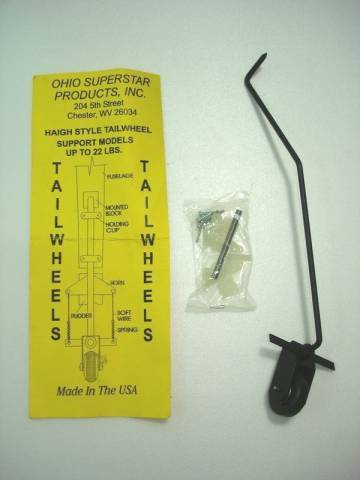 OHIO SUPERSTAR
PRODUCTS, INC.
204 5th Street
Chester, WV 26034
HAIGH STYLE TAILWHEEL
SUPPORT MODELS
UP TO 22 LBS.
TAILWHEELS
TAILWHEELS
FUSELAGE
MOUNTED
BLOCK
HOLDING
CLIP
HORN
RUDDER
SOFT
WIRE
SPRING
Made In The USA